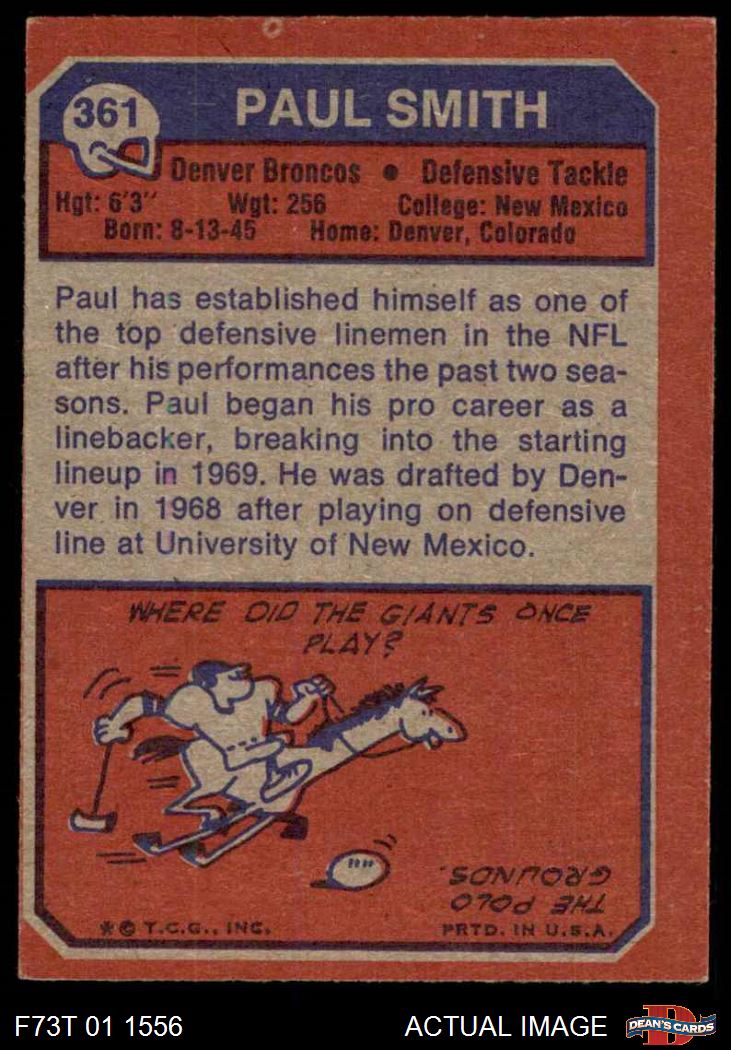 361
PAUL SMITH
Denver Broncos • Defensive Tackle
Hgt: 6'3" Wgt: 256 College: New Mexico
Born: 8-13-45 Home: Denver, Colorado
Paul has established himself as one of
the top defensive linemen in the NFL
after his performances the past two sea-
sons. Paul began his pro career as a
linebacker, breaking into the starting
lineup in 1969. He was drafted by Den-
ver in 1968 after playing on defensive
line at University of New Mexico.
WHERE DID THE GIANTS ONCE
PLAY?
THE POLO
GROUNDS.
*© T.C.G., INC. PRTD. IN U.S.A.
F73T 01 1556 ACTUAL IMAGE
D
DEAN'S CARDS